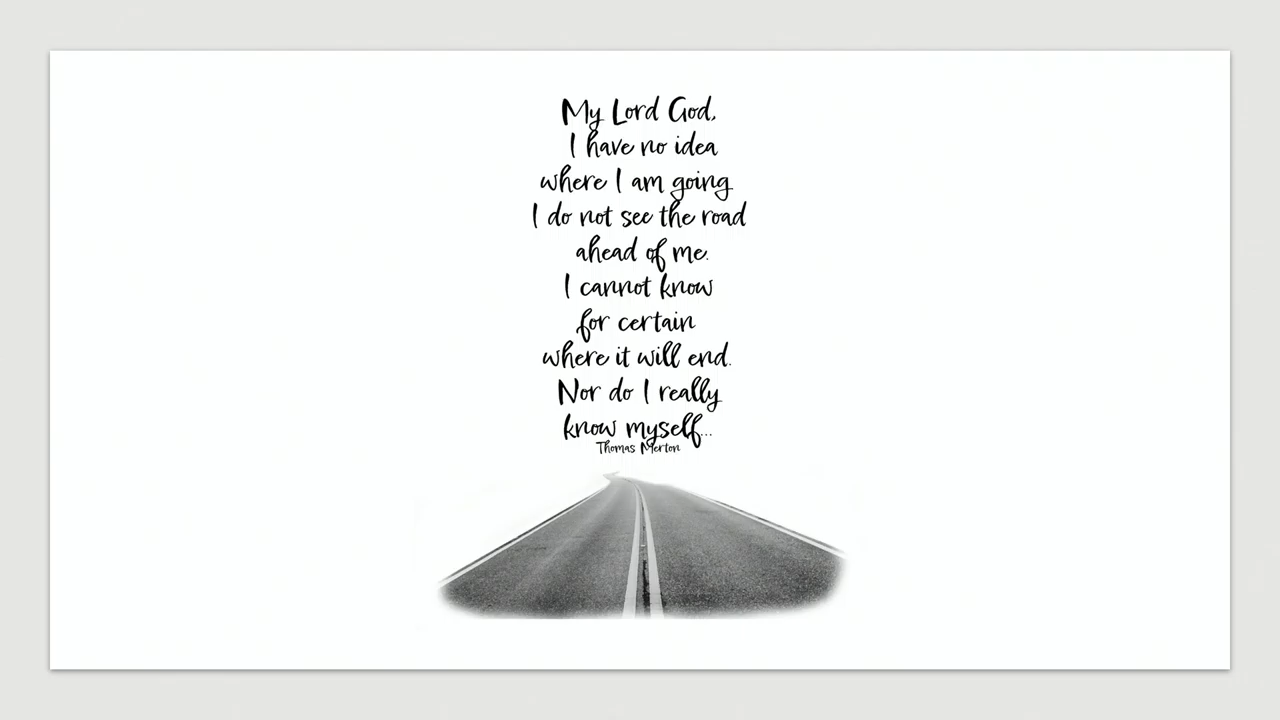 My Lord God,
I have no idea
where I am going
I do not see the road
ahead of me.
I cannot know
for certain
where it will end.
Nor do I really
know myself...
Thomas Merton